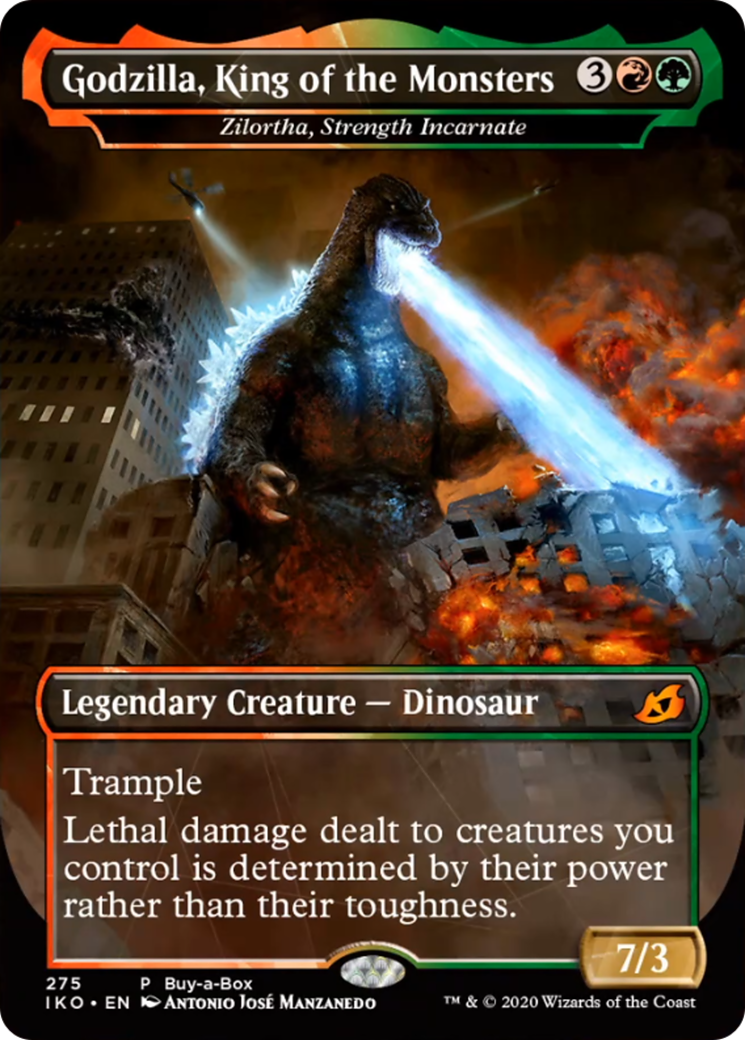 Godzilla, King of the Monsters 3
Zilortha, Strength Incarnate
Legendary Creature — Dinosaur
Trample
Lethal damage dealt to creatures you
control is determined by their power
rather than their toughness.
7/3
275 P Buy-a-Box
IKO • EN Antonio José Manzanedo ™ & © 2020 Wizards of the Coast